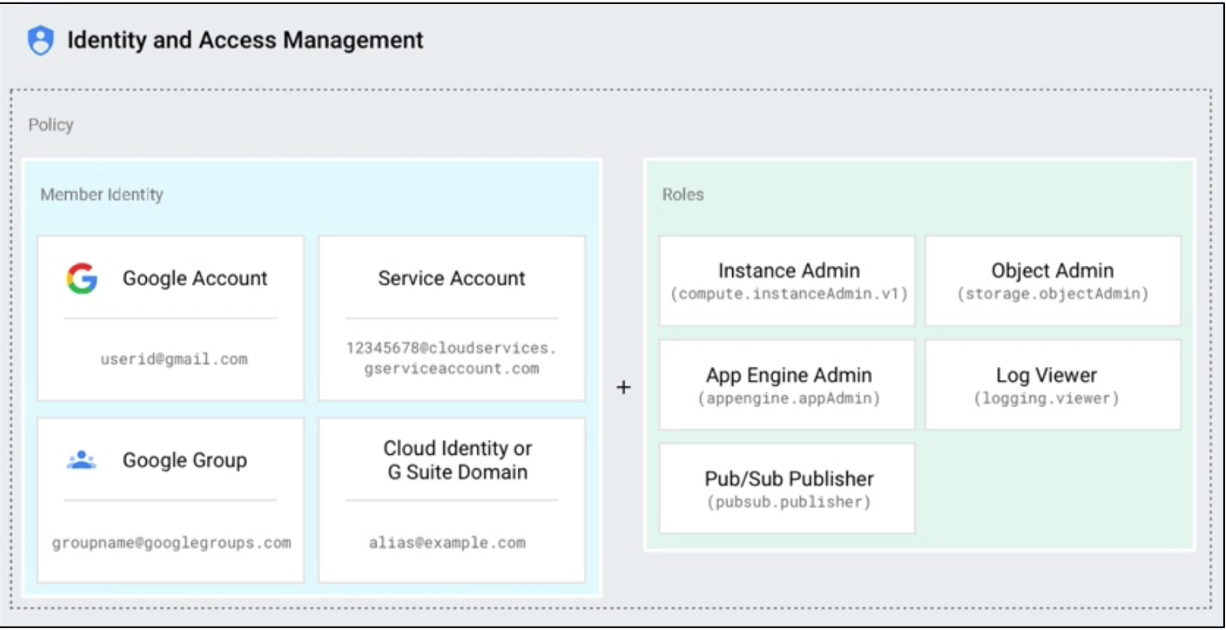 Identity and Access Management
Policy
Member Identity
Google Account
userid@gmail.com
Service Account
12345678@cloudservices.
gserviceaccount.com
Google Group
groupname@googlegroups.com
Cloud Identity or
G Suite Domain
alias@example.com
+
Roles
Instance Admin
(compute.instanceAdmin.v1)
Object Admin
(storage.objectAdmin)
App Engine Admin
(appengine.appAdmin)
Log Viewer
(logging.viewer)
Pub/Sub Publisher
(pubsub.publisher)